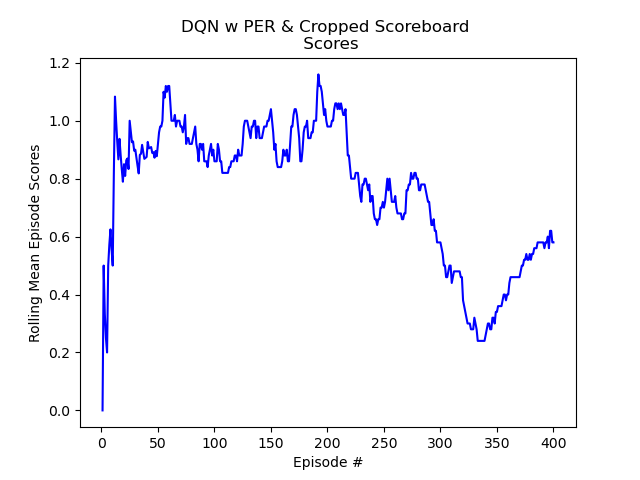 DQN w PER & Cropped Scoreboard
Scores
1.2
1.0
0.8
0.6
0.4
0.2
0.0
Rolling Mean Episode Scores
0 50 100 150 200 250 300 350 400
Episode #